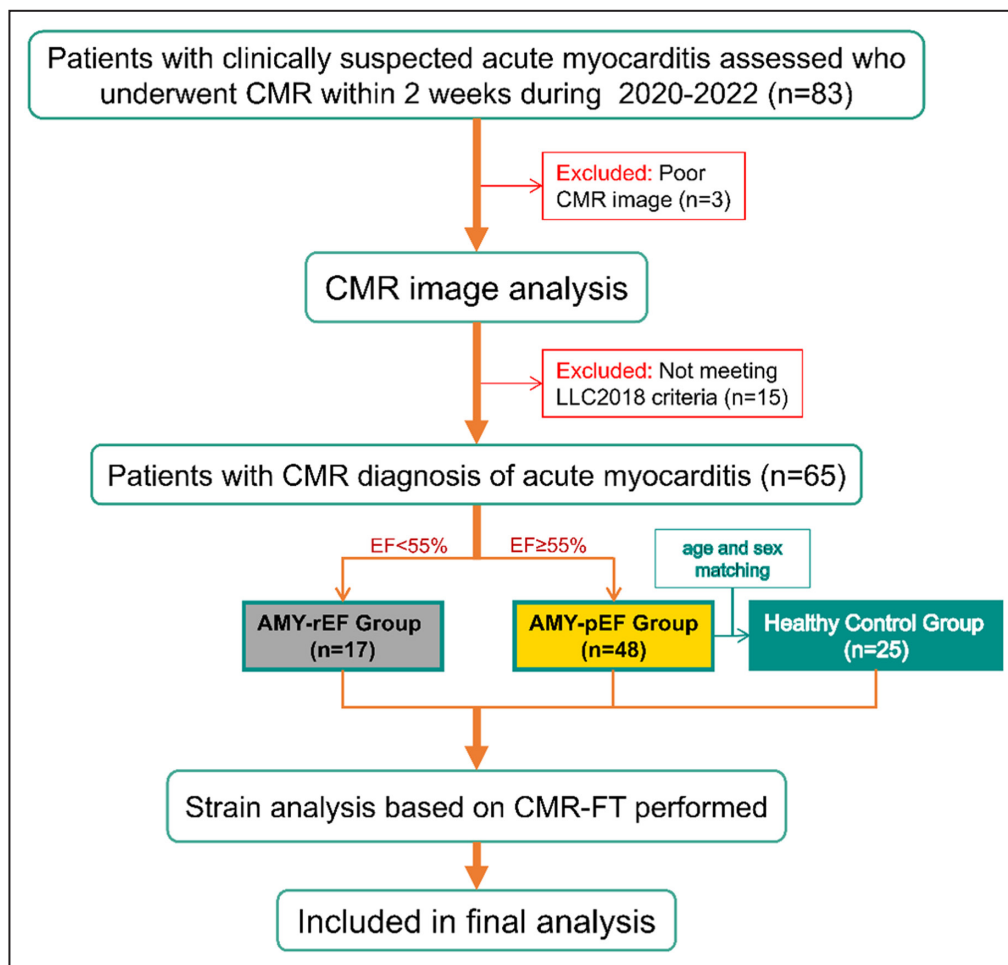 Patients with clinically suspected acute myocarditis assessed who
underwent CMR within 2 weeks during 2020-2022 (n=83)
Excluded: Poor
CMR image (n=3)
CMR image analysis
Excluded: Not meeting
LLC2018 criteria (n=15)
Patients with CMR diagnosis of acute myocarditis (n=65)
EF<55%
EF≥55%
age and sex
matching
AMY-rEF Group
(n=17)
AMY-pEF Group
(n=48)
Healthy Control Group
(n=25)
Strain analysis based on CMR-FT performed
Included in final analysis